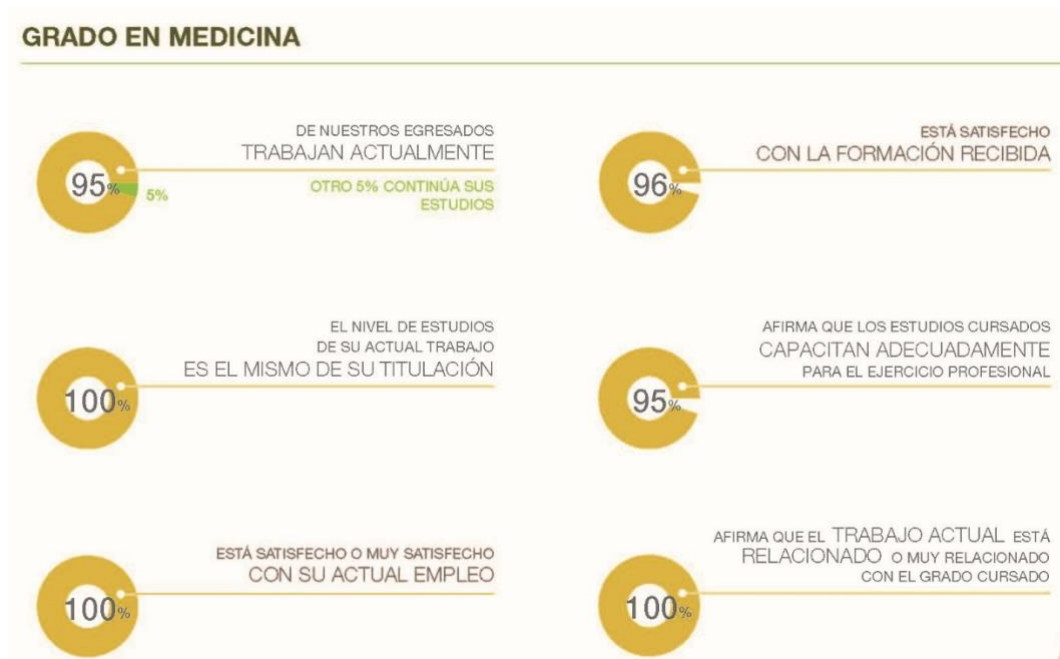 GRADO EN MEDICINA
95%
5%
DE NUESTROS EGRESADOS
TRABAJAN ACTUALMENTE
OTRO 5% CONTINÚA SUS
ESTUDIOS
96%
ESTÁ SATISFECHO
CON LA FORMACIÓN RECIBIDA
100%
EL NIVEL DE ESTUDIOS
DE SU ACTUAL TRABAJO
ES EL MISMO DE SU TITULACIÓN
95%
AFIRMA QUE LOS ESTUDIOS CURSADOS
CAPACITAN ADECUADAMENTE
PARA EL EJERCICIO PROFESIONAL
100%
ESTÁ SATISFECHO O MUY SATISFECHO
CON SU ACTUAL EMPLEO
100%
AFIRMA QUE EL TRABAJO ACTUAL ESTÁ
RELACIONADO O MUY RELACIONADO
CON EL GRADO CURSADO